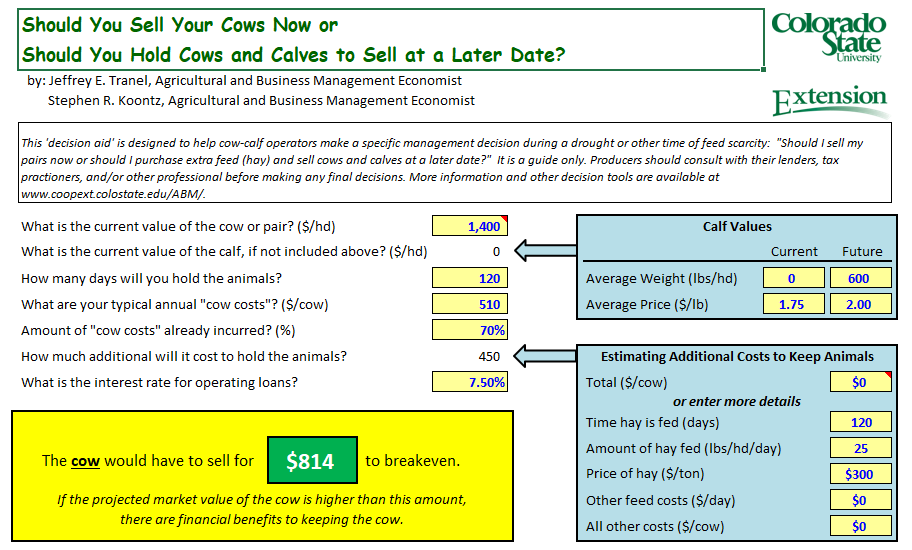 Should You Sell Your Cows Now or
Should You Hold Cows and Calves to Sell at a Later Date?
Colorado
State
University
Extension
by: Jeffrey E. Tranel, Agricultural and Business Management Economist
Stephen R. Koontz, Agricultural and Business Management Economist
This 'decision aid' is designed to help cow-calf operators make a specific management decision during a drought or other time of feed scarcity: "Should I sell my
pairs now or should I purchase extra feed (hay) and sell cows and calves at a later date?" It is a guide only. Producers should consult with their lenders, tax
practioners, and/or other professional before making any final decisions. More information and other decision tools are available at
www.coopext.colostate.edu/ABM/.
What is the current value of the cow or pair? ($/hd) 1,400
What is the current value of the calf, if not included above? ($/hd) 0
How many days will you hold the animals? 120
What are your typical annual "cow costs"? ($/cow) 510
Amount of "cow costs" already incurred? (%) 70%
How much additional will it cost to hold the animals? 450
What is the interest rate for operating loans? 7.50%
Calf Values
Current Future
Average Weight (lbs/hd) 0 600
Average Price ($/lb) 1.75 2.00
Estimating Additional Costs to Keep Animals
Total ($/cow) $0
or enter more details
Time hay is fed (days) 120
Amount of hay fed (lbs/hd/day) 25
Price of hay ($/ton) $300
Other feed costs ($/day) $0
All other costs ($/cow) $0
The cow would have to sell for $814 to breakeven.
If the projected market value of the cow is higher than this amount,
there are financial benefits to keeping the cow.